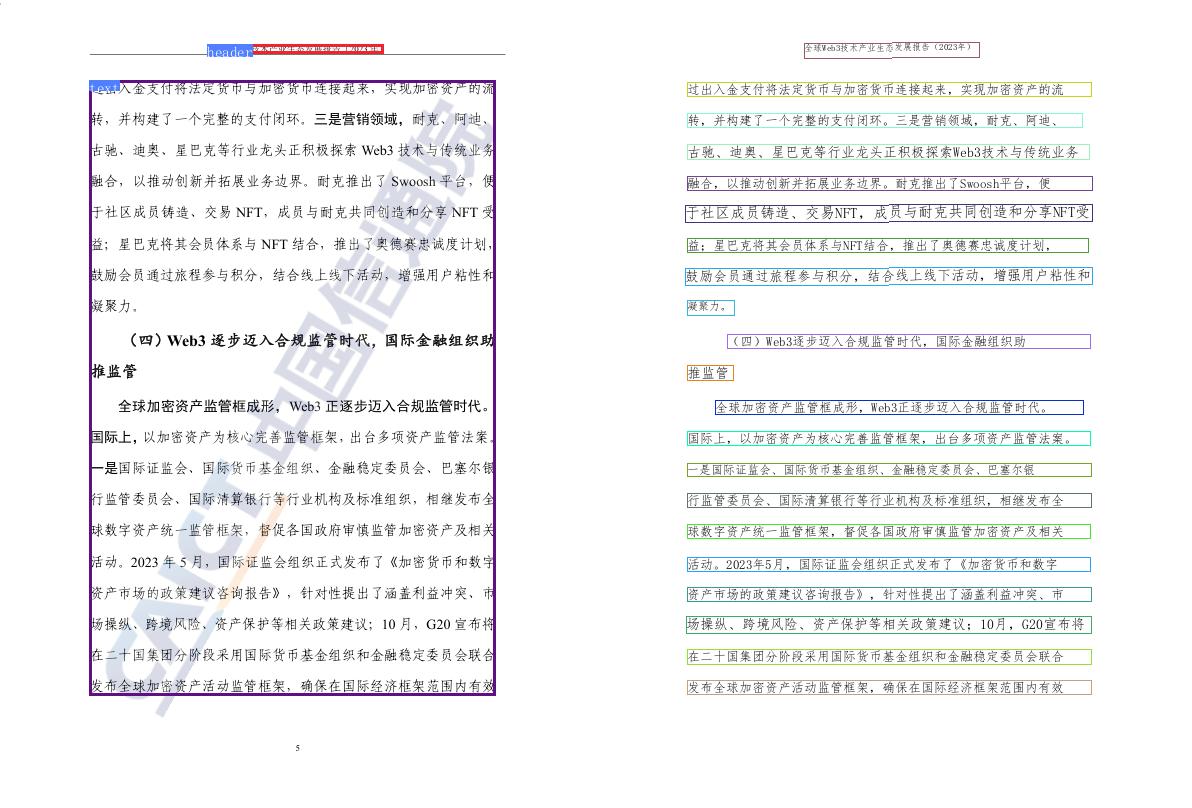 header
text
入金支付将法定货币与加密货币连接起来，实现加密资产的流
转，并构建了一个完整的支付闭环。三是营销领域，耐克、阿迪、
古驰、迪奥、星巴克等行业龙头正积极探索 Web3 技术与传统业务
融合，以推动创新并拓展业务边界。耐克推出了 Swoosh 平台，便
于社区成员铸造、交易 NFT，成员与耐克共同创造和分享 NFT 受
益；星巴克将其会员体系与 NFT 结合，推出了奥德赛忠诚度计划，
鼓励会员通过旅程参与积分，结合线上线下活动，增强用户粘性和
凝聚力。
（四）Web3 逐步迈入合规监管时代，国际金融组织助
推监管
全球加密资产监管框成形，Web3 正逐步迈入合规监管时代。
国际上，以加密资产为核心完善监管框架，出台多项资产监管法案。
一是国际证监会、国际货币基金组织、金融稳定委员会、巴塞尔银
行监管委员会、国际清算银行等行业机构及标准组织，相继发布全
球数字资产统一监管框架，督促各国政府审慎监管加密资产及相关
活动。2023 年 5 月，国际证监会组织正式发布了《加密货币和数字
资产市场的政策建议咨询报告》，针对性提出了涵盖利益冲突、市
场操纵、跨境风险、资产保护等相关政策建议；10 月，G20 宣布将
在二十国集团分阶段采用国际货币基金组织和金融稳定委员会联合
发布全球加密资产活动监管框架，确保在国际经济框架范围内有效
CAICT 中国信通院
5
全球Web3技术产业生态发展报告（2023年）
过出入金支付将法定货币与加密货币连接起来，实现加密资产的流
转，并构建了一个完整的支付闭环。三是营销领域，耐克、阿迪、
古驰、迪奥、星巴克等行业龙头正积极探索Web3技术与传统业务
融合，以推动创新并拓展业务边界。耐克推出了Swoosh平台，便
于社区成员铸造、交易NFT，成员与耐克共同创造和分享NFT受
益；星巴克将其会员体系与NFT结合，推出了奥德赛忠诚度计划，
鼓励会员通过旅程参与积分，结合线上线下活动，增强用户粘性和
凝聚力。
（四）Web3逐步迈入合规监管时代，国际金融组织助
推监管
全球加密资产监管框成形，Web3正逐步迈入合规监管时代。
国际上，以加密资产为核心完善监管框架，出台多项资产监管法案。
一是国际证监会、国际货币基金组织、金融稳定委员会、巴塞尔银
行监管委员会、国际清算银行等行业机构及标准组织，相继发布全
球数字资产统一监管框架，督促各国政府审慎监管加密资产及相关
活动。2023年5月，国际证监会组织正式发布了《加密货币和数字
资产市场的政策建议咨询报告》，针对性提出了涵盖利益冲突、市
场操纵、跨境风险、资产保护等相关政策建议；10月，G20宣布将
在二十国集团分阶段采用国际货币基金组织和金融稳定委员会联合
发布全球加密资产活动监管框架，确保在国际经济框架范围内有效